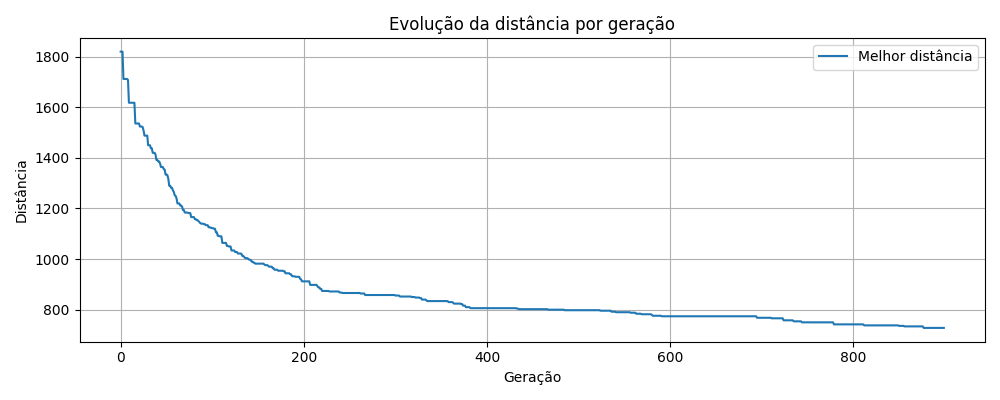 Evolução da distância por geração
Melhor distância
Distância
1800
1600
1400
1200
1000
800
0 200 400 600 800
Geração